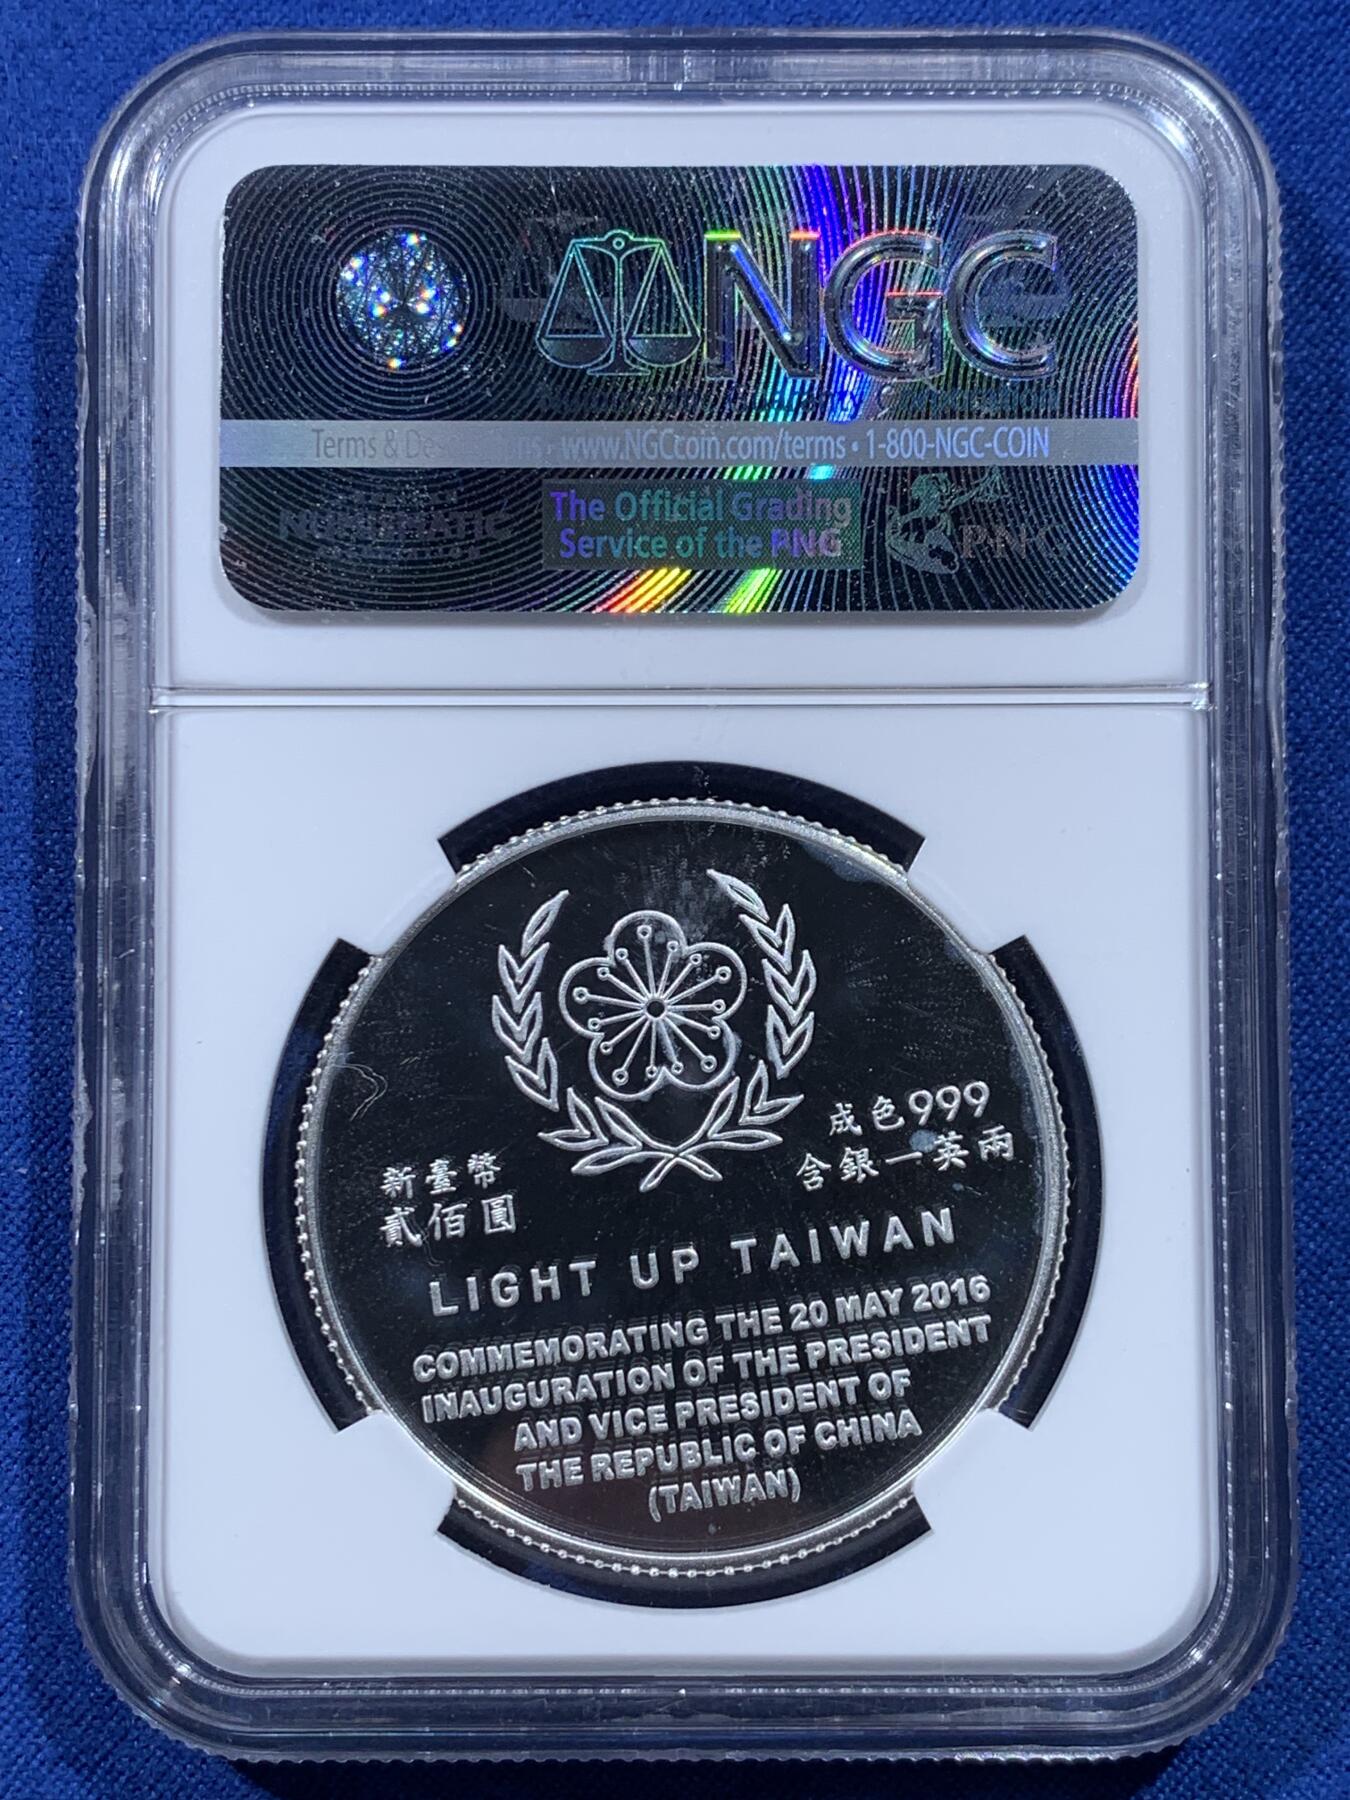 NGC
www.NGCcoin.com/terms • 1-800-NGC-COIN
The Official Grading
Service of the PNG
PNG
成色999
含銀一英兩
新臺幣
貳佰圓
LIGHT UP TAIWAN
COMMEMORATING THE 20 MAY 2016
INAUGURATION OF THE PRESIDENT
AND VICE PRESIDENT OF
THE REPUBLIC OF CHINA
(TAIWAN)